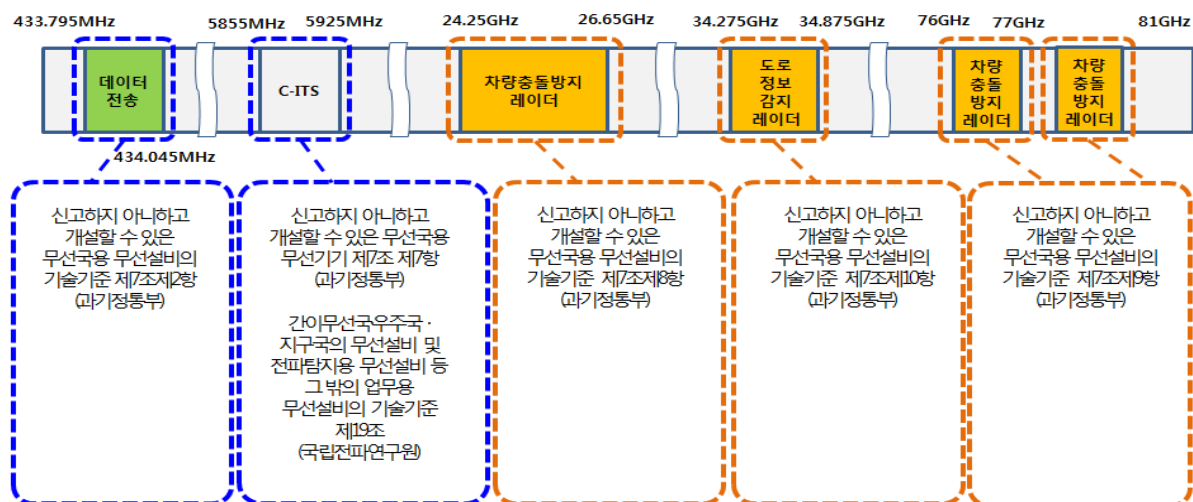 433.795MHz
5855MHz
5925MHz
24.25GHz
26.65GHz
34.275GHz
34.875GHz
76GHz
77GHz
81GHz
데이터
전송
C-ITS
차량충돌방지
레이더
도로
정보
감지
레이더
차량
충돌
방지
레이더
차량
충돌
방지
레이더
434.045MHz
신고하지 아니하고
개설할 수 있은
무선국용 무선설비의
기술기준 제7조제2항
(과기정통부)
신고하지 아니하고
개설할 수 있은 무선국용
무선기기 제7조 제7항
(과기정통부)
간이무선국·우주국·
지구국의 무선설비 및
전파탐지용 무선설비 등
그 밖의 업무용
무선설비의 기술기준
제19조
(국립전파연구원)
신고하지 아니하고
개설할 수 있은
무선국용 무선설비의
기술기준 제7조제8항
(과기정통부)
신고하지 아니하고
개설할 수 있은
무선국용 무선설비의
기술기준 제7조제10항
(과기정통부)
신고하지 아니하고
개설할 수 있은
무선국용 무선설비의
기술기준 제7조제9항
(과기정통부)